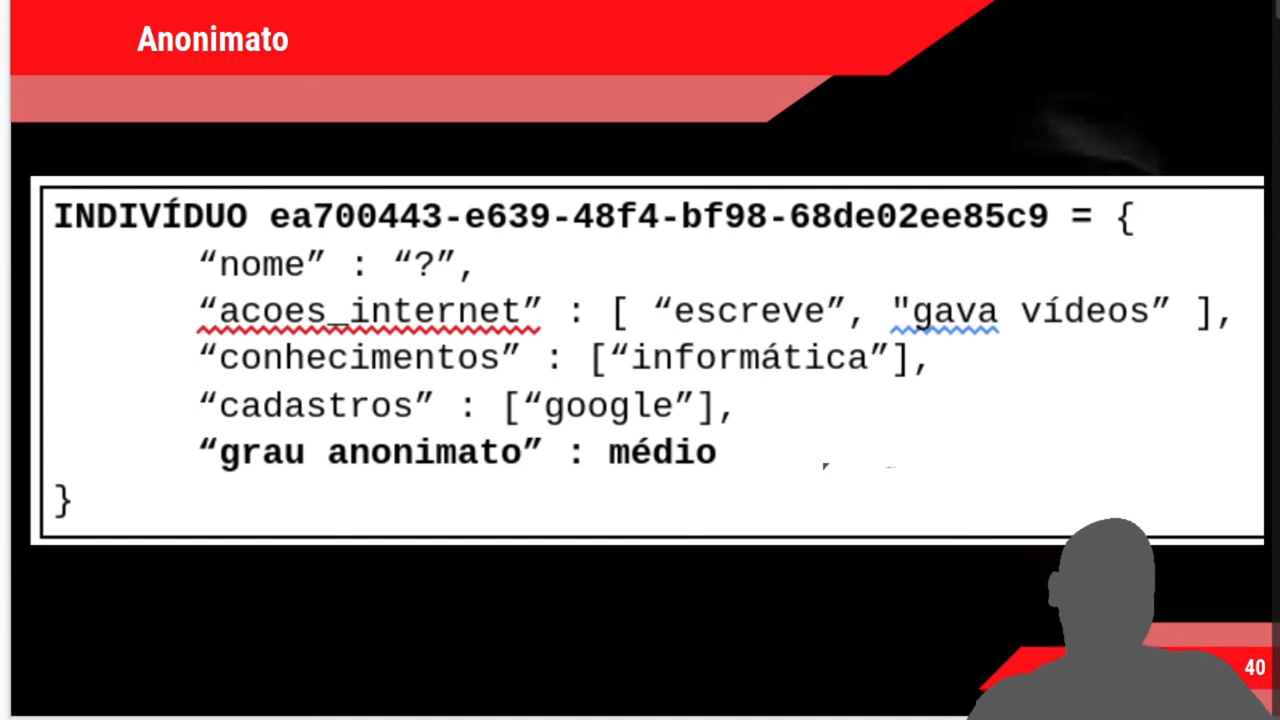 Anonimato
INDIVÍDUO ea700443-e639-48f4-bf98-68de02ee85c9 = {
“nome” : “?”,
“acoes_internet” : [ “escreve”, "gava vídeos” ],
“conhecimentos” : [“informática”],
“cadastros” : [“google”],
“grau anonimato” : médio
}
40